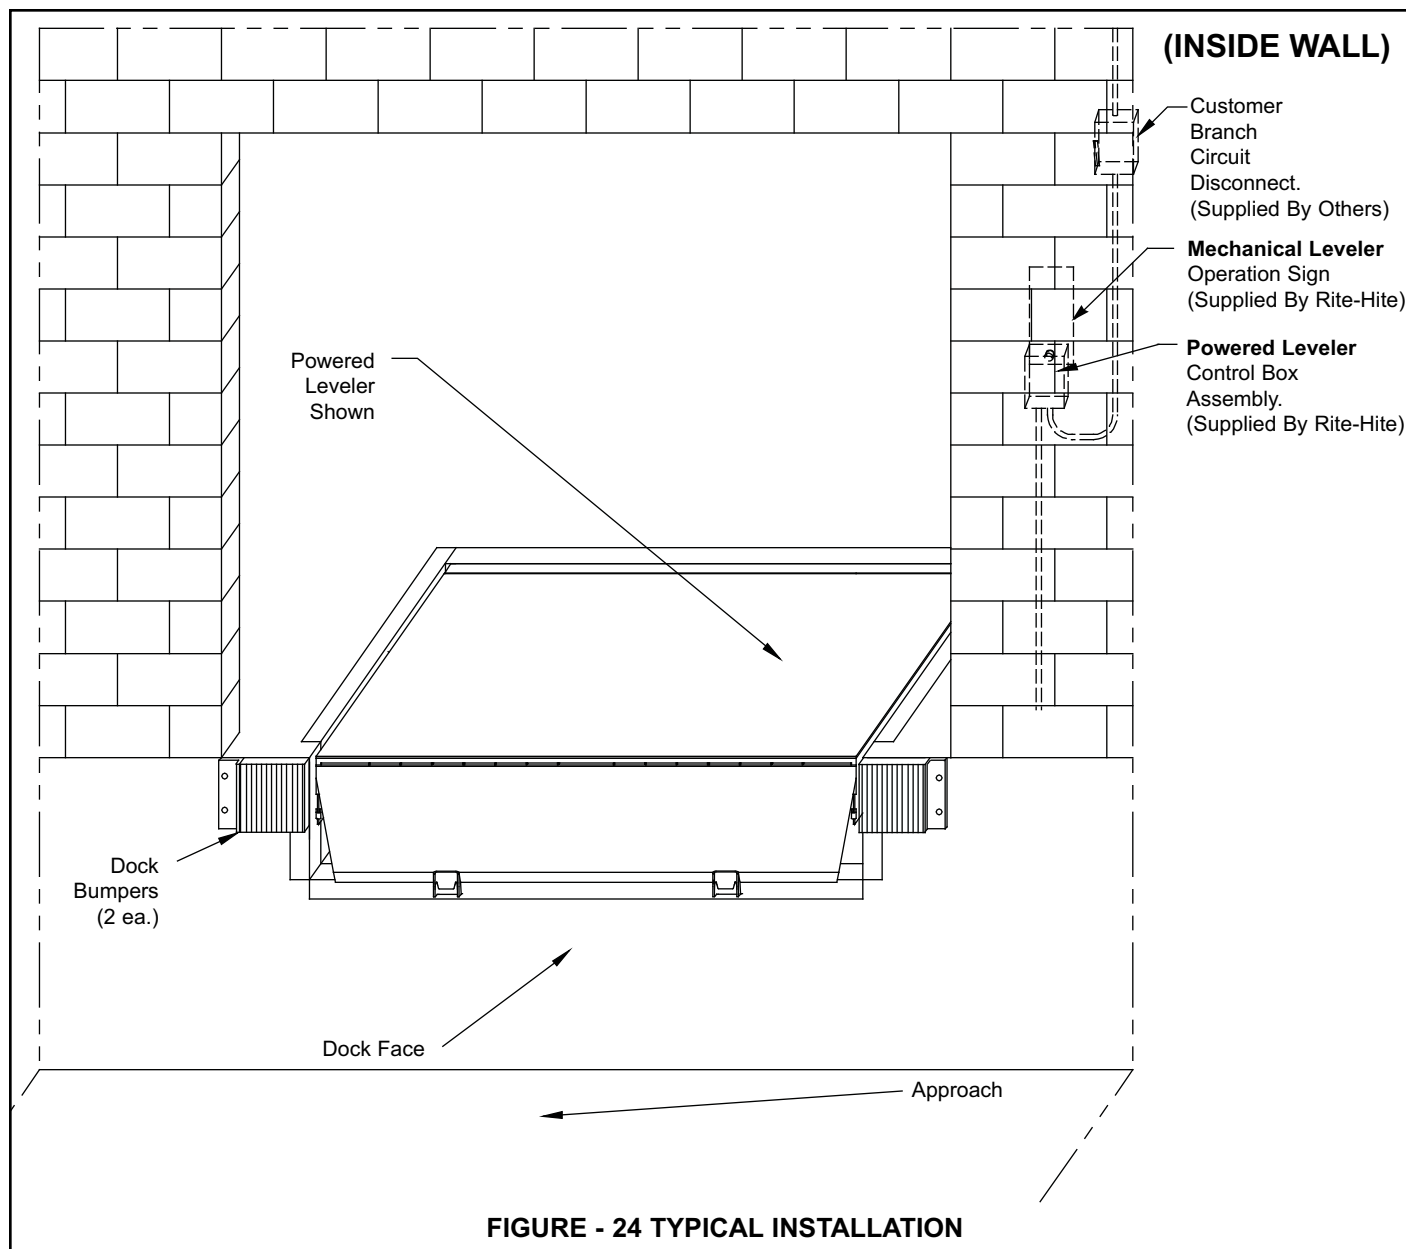 (INSIDE WALL)
Customer
Branch
Circuit
Disconnect.
(Supplied By Others)
Mechanical Leveler
Operation Sign
(Supplied By Rite-Hite)
Powered Leveler
Control Box
Assembly.
(Supplied By Rite-Hite)
Powered
Leveler
Shown
Dock
Bumpers
(2 ea.)
Dock Face
Approach
FIGURE - 24 TYPICAL INSTALLATION